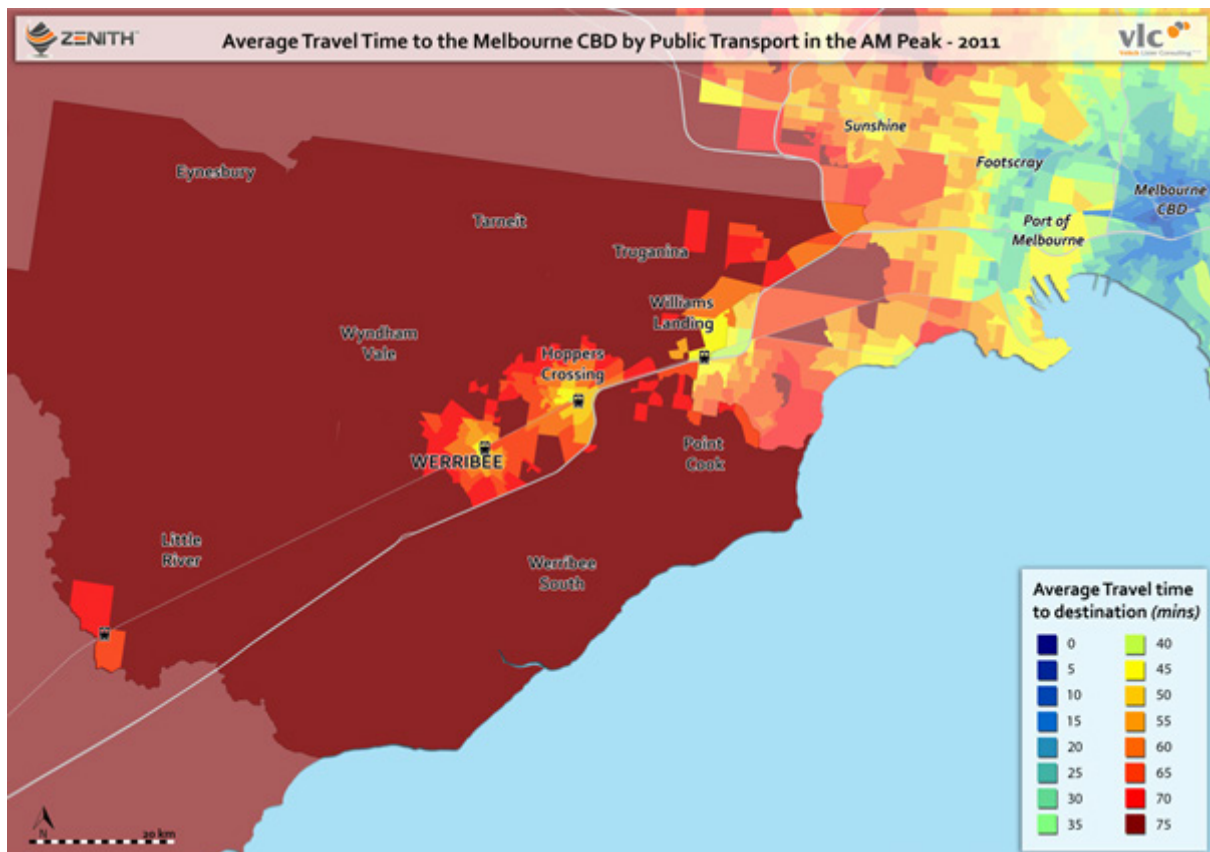 ZENITH
Average Travel Time to the Melbourne CBD by Public Transport in the AM Peak - 2011
vlc
Sunshine
Footscray
Eynesbury
Melbourne
CBD
Tarneit
Port of
Melbourne
Truganina
Williams
Landing
Wyndham
Vale
Hoppers
Crossing
Point
Cook
WERRIBEE
Little
River
Werribee
South
Average Travel time
to destination (mins)
0
5
10
15
20
25
30
35
40
45
50
55
60
65
70
75
N
20 km